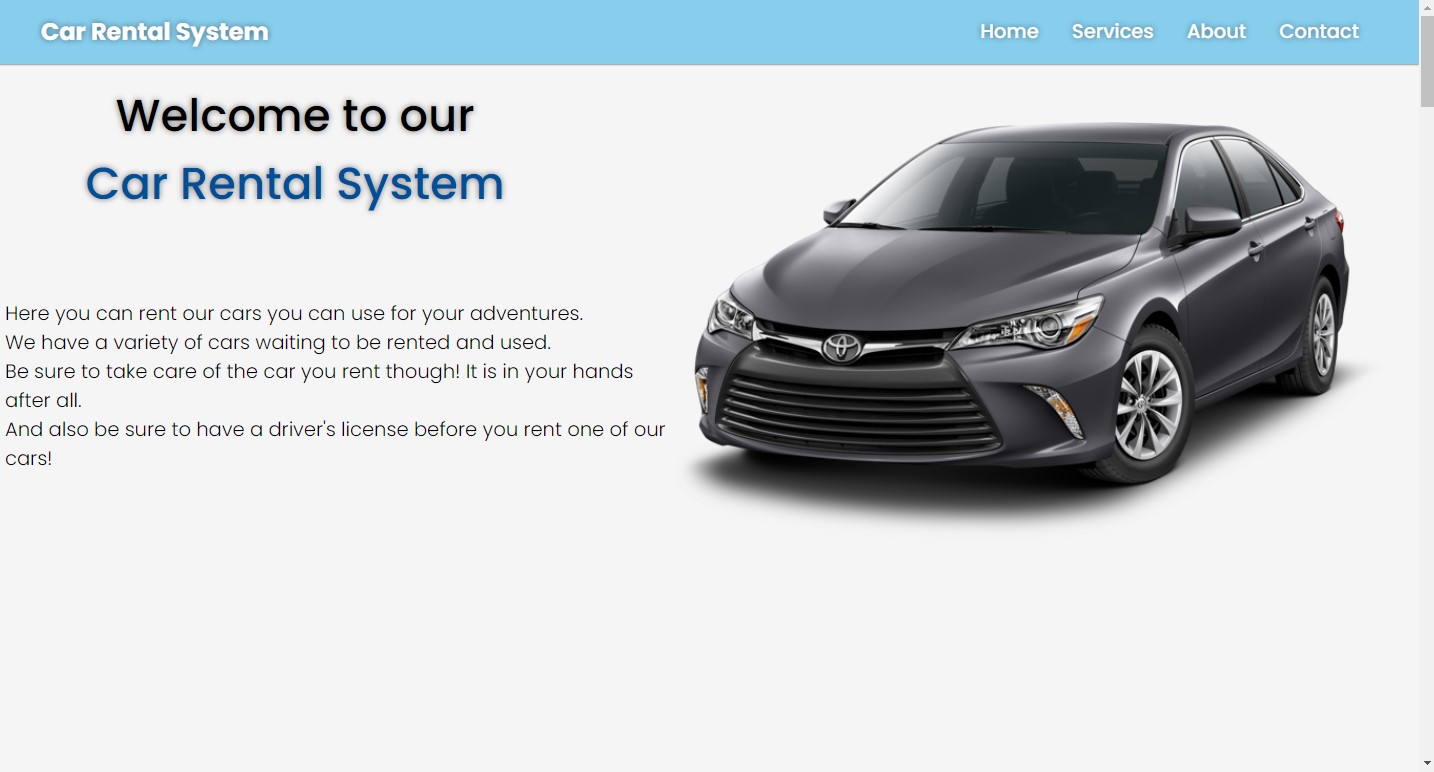 Car Rental System
Home Services About Contact
Welcome to our
Car Rental System
Here you can rent our cars you can use for your adventures.
We have a variety of cars waiting to be rented and used.
Be sure to take care of the car you rent though! It is in your hands
after all.
And also be sure to have a driver's license before you rent one of our
cars!